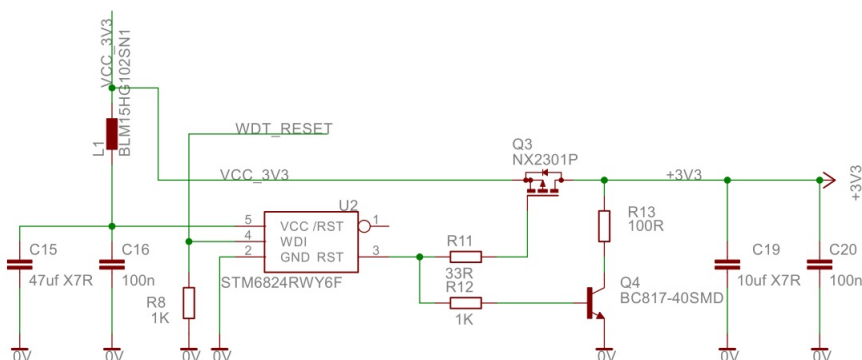 VCC_3V3
BLM15HG102SN1
L1
WDT_RESET
VCC_3V3
Q3
NX2301P
+3V3
+3V3
U2
5 VCC /RST 1
4 WDI
2 GND RST 3
STM6824RWY6F
C15
47uf X7R
C16
100n
R8
1K
R11
33R
R12
1K
R13
100R
Q4
BC817-40SMD
C19
10uf X7R
C20
100n
0V
0V
0V
0V
0V
0V
0V